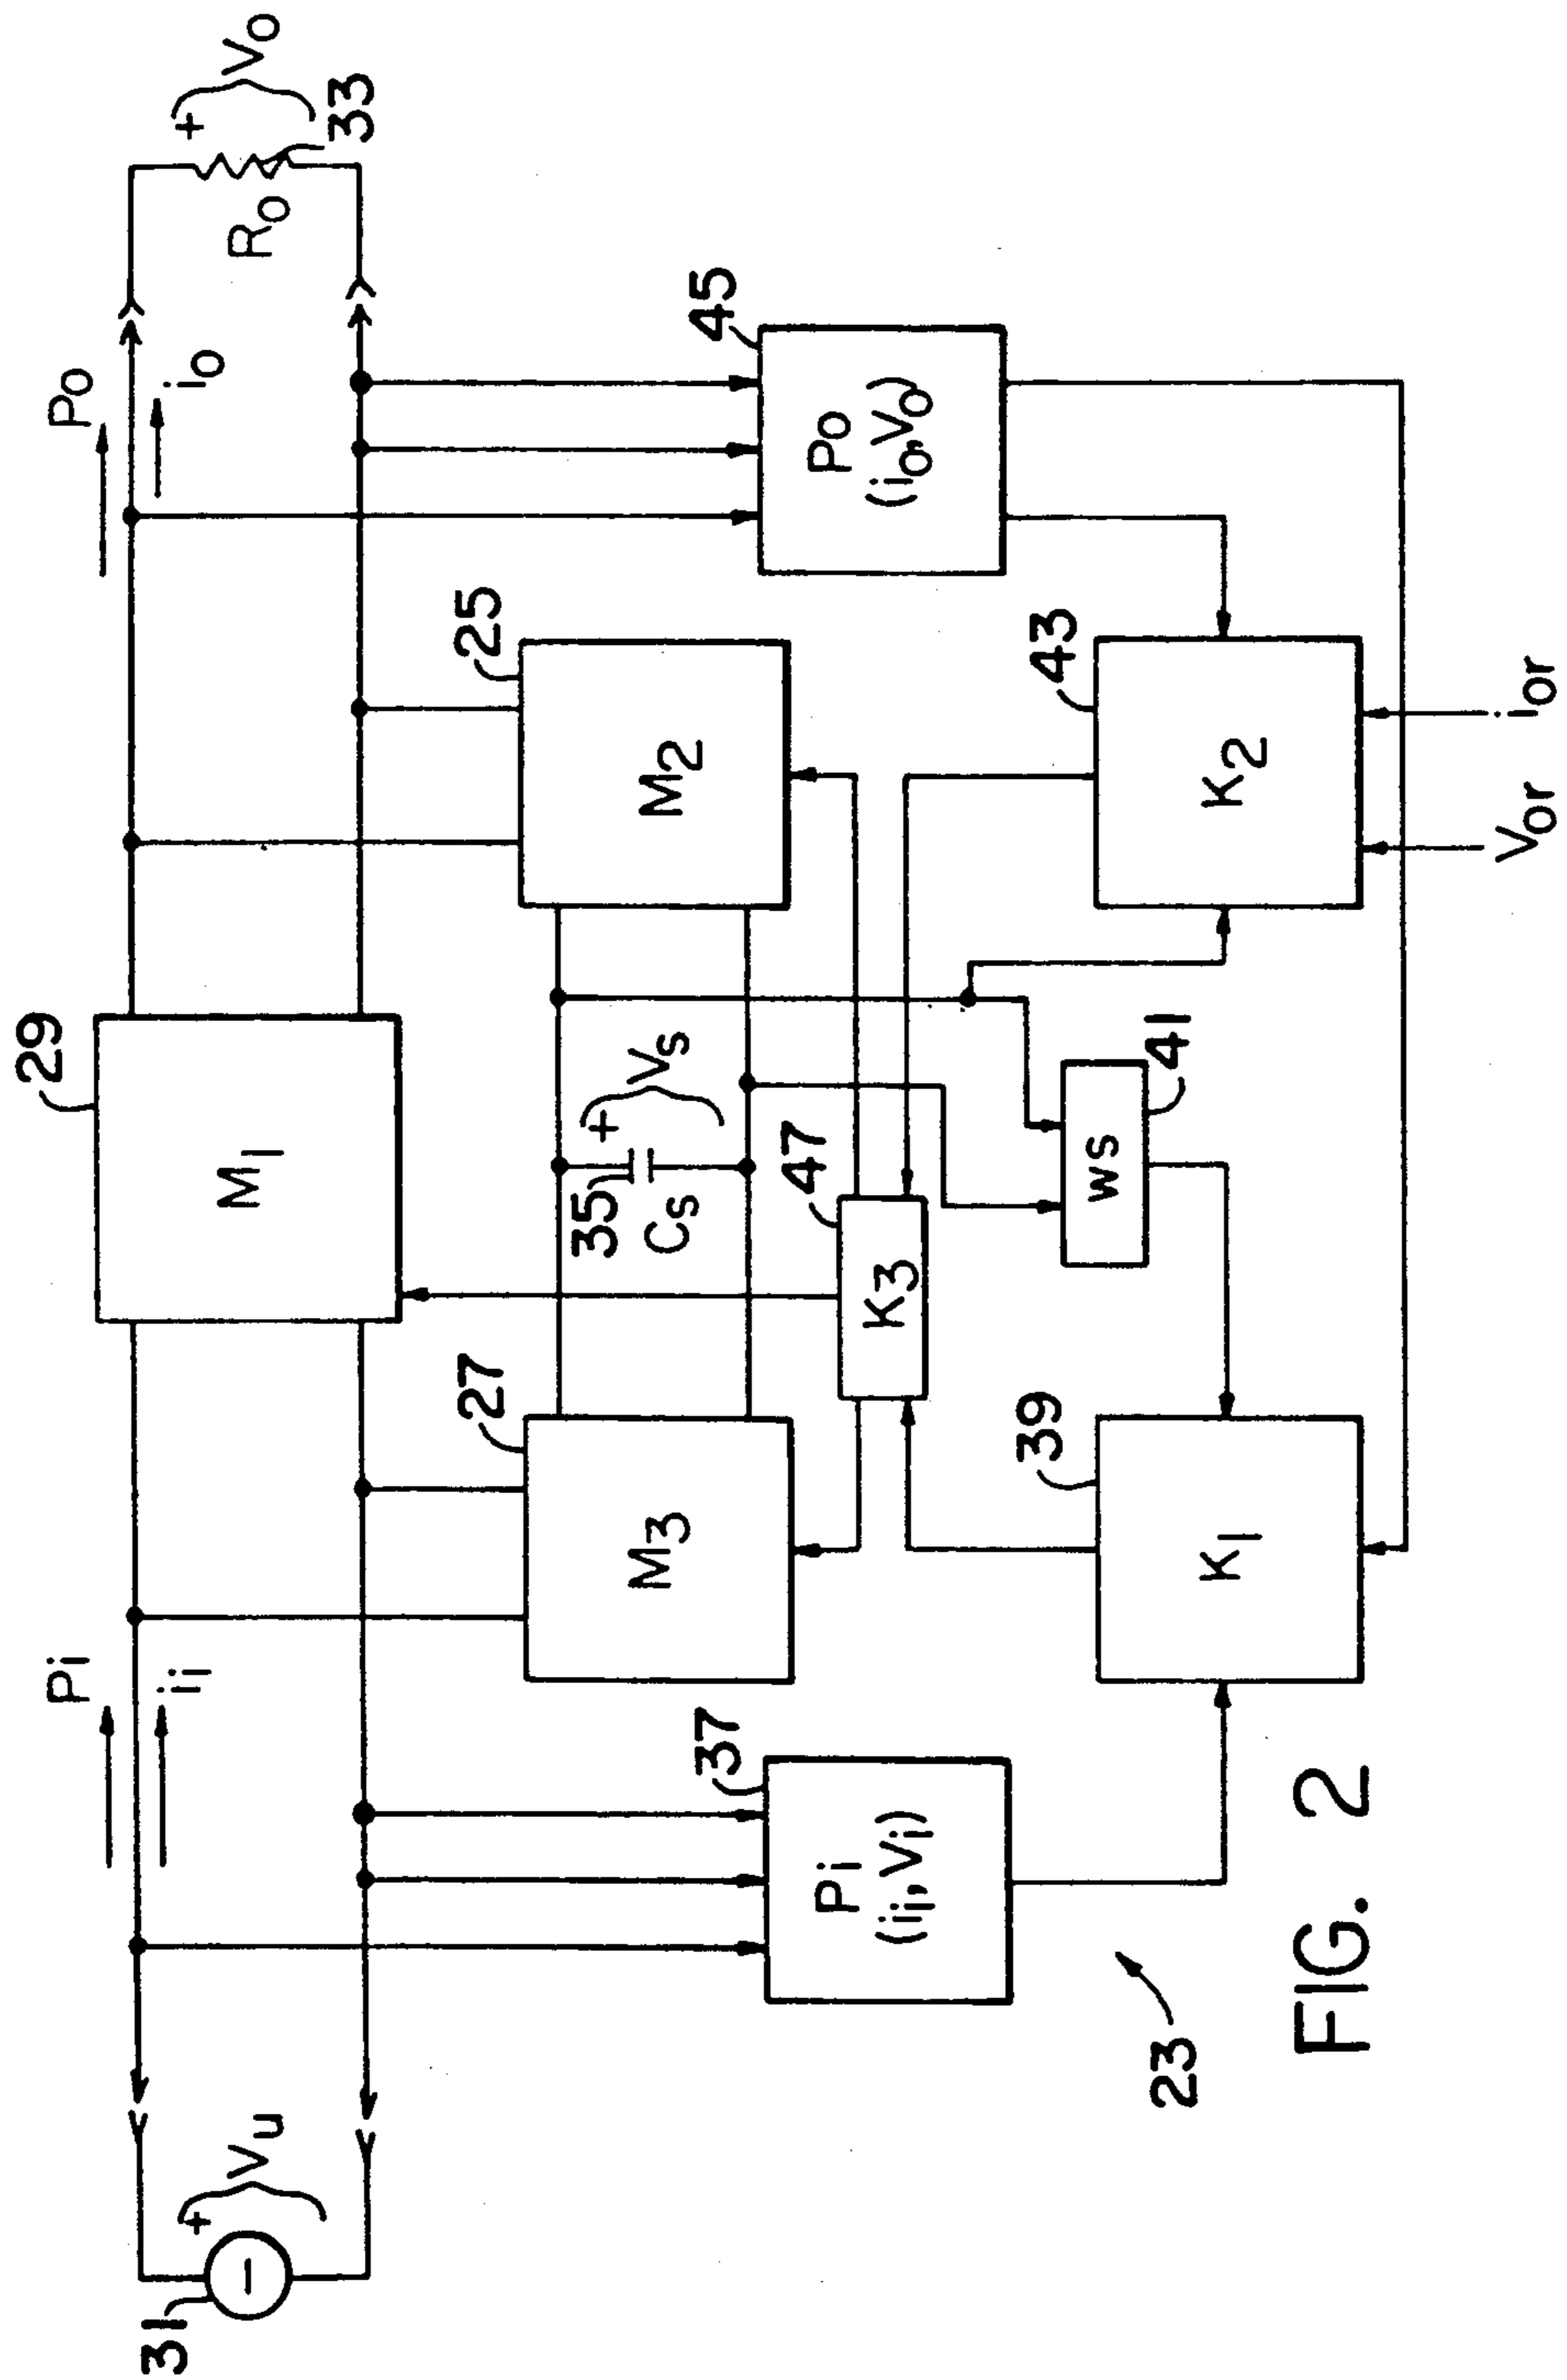 Pi
ii
Po
io
29
M1
31
+
Vu
−
+
Vo
Ro
33
27
M3
35
+
Vs
Cs
25
M2
37
Pi
(ii,Vi)
47
K3
45
Po
(io,Vo)
39
K1
ws
41
43
K2
Vor
ior
23
FIG. 2